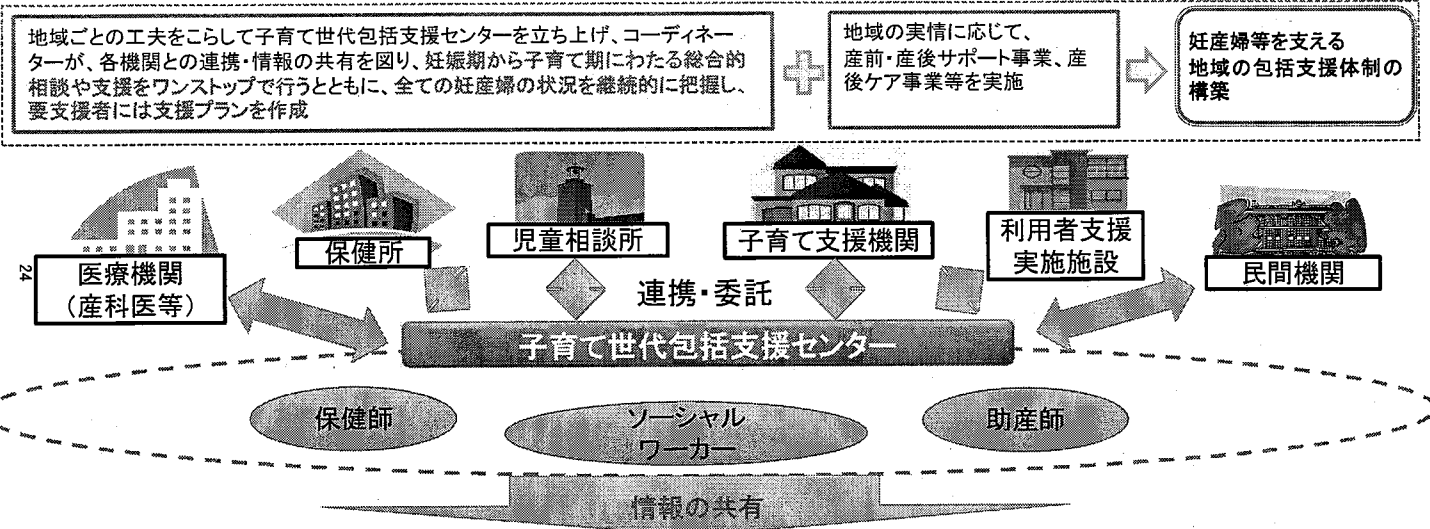 地域ごとの工夫をこらして子育て世代包括支援センターを立ち上げ、コーディネー
ターが、各機関との連携・情報の共有を図り、妊娠期から子育て期にわたる総合的
相談や支援をワンストップで行うとともに、全ての妊産婦の状況を継続的に把握し、
要支援者には支援プランを作成
地域の実情に応じて、
産前・産後サポート事業、産
後ケア事業等を実施
妊産婦等を支える
地域の包括支援体制の
構築
医療機関
（産科医等）
保健所
児童相談所
子育て支援機関
利用者支援
実施施設
民間機関
24
連携・委託
子育て世代包括支援センター
保健師
ソーシャル
ワーカー
助産師
情報の共有